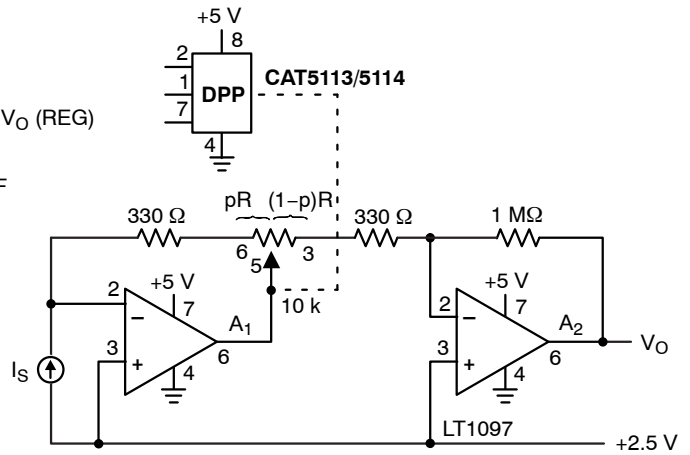 +5 V
8
2
1
7
4
DPP
CAT5113/5114
V_O (REG)
F
pR (1−p)R
330 Ω
6
5
3
330 Ω
1 MΩ
10 k
+5 V
2
7
−
3
+
4
6
A_1
I_S
+5 V
2
7
−
3
+
4
6
A_2
V_O
LT1097
+2.5 V